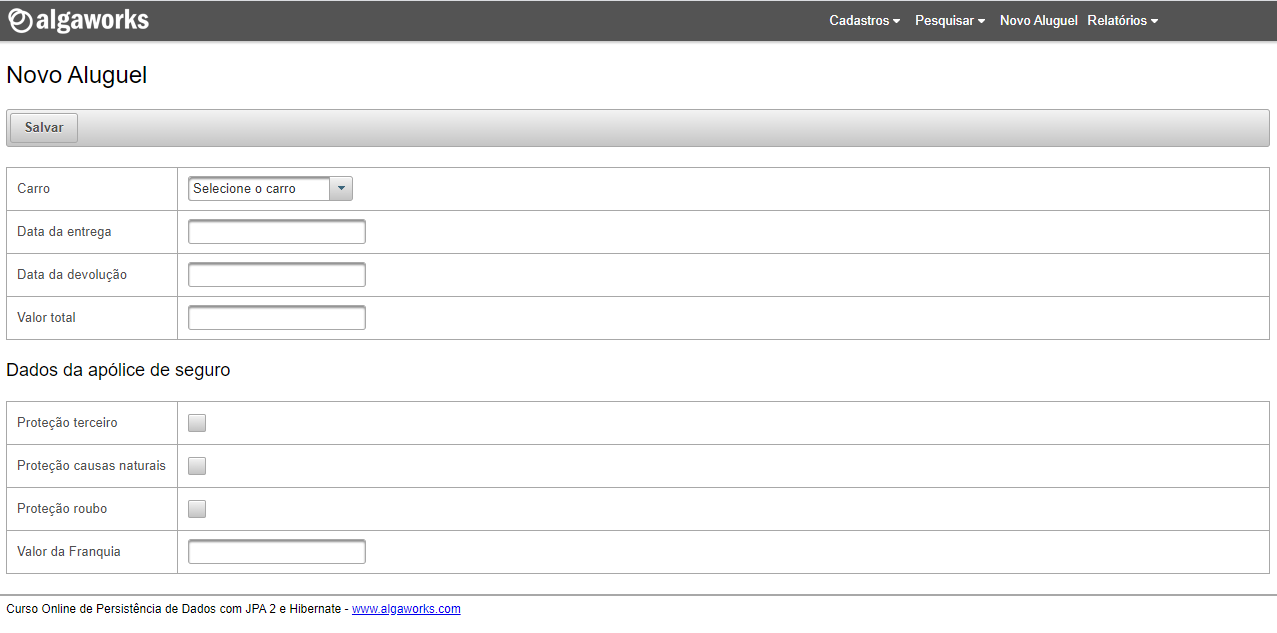 algaworks Cadastros Pesquisar Novo Aluguel Relatórios
Novo Aluguel
Salvar
Carro Selecione o carro
Data da entrega
Data da devolução
Valor total
Dados da apólice de seguro
Proteção terceiro
Proteção causas naturais
Proteção roubo
Valor da Franquia
Curso Online de Persistência de Dados com JPA 2 e Hibernate - www.algaworks.com